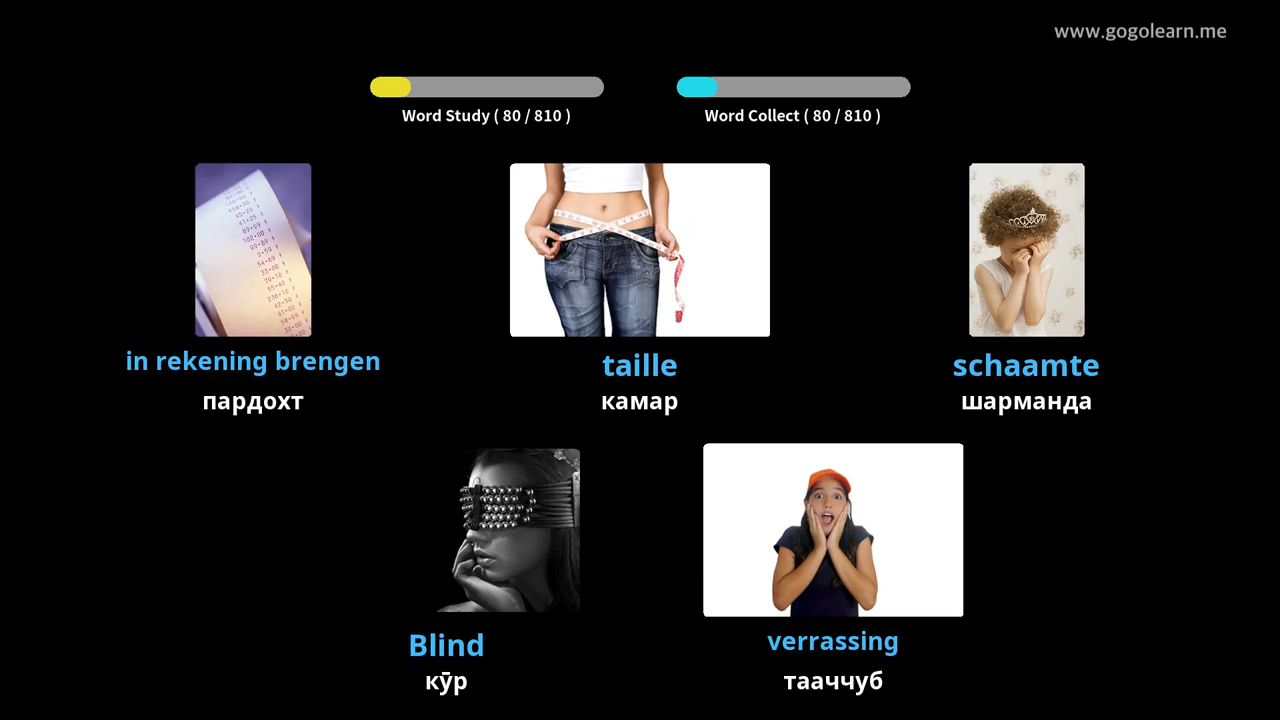 www.gogolearn.me
Word Study ( 80 / 810 )
Word Collect ( 80 / 810 )
in rekening brengen
пардохт
taille
камар
schaamte
шарманда
Blind
кӯр
verrassing
тааччуб